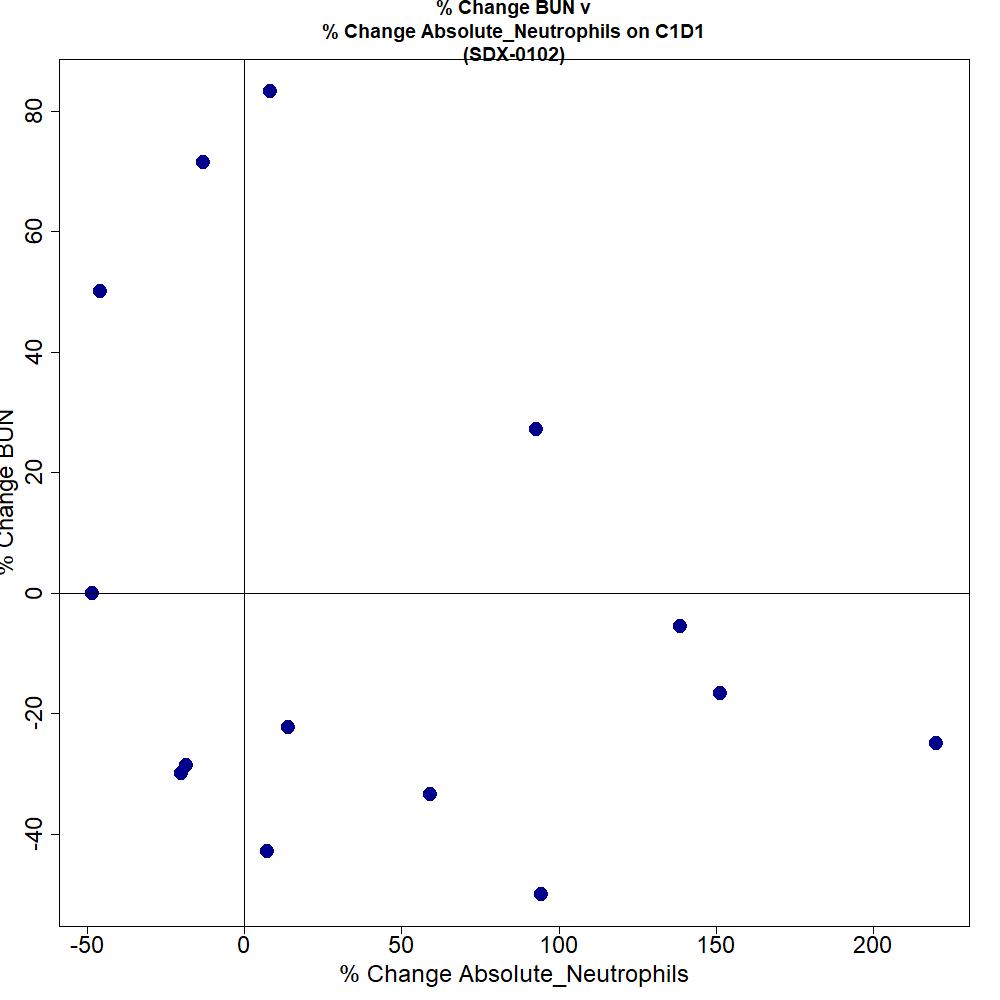 % Change BUN v
% Change Absolute_Neutrophils on C1D1
(SDX-0102)
80
60
40
20
0
-20
-40
% Change BUN
-50 0 50 100 150 200
% Change Absolute_Neutrophils